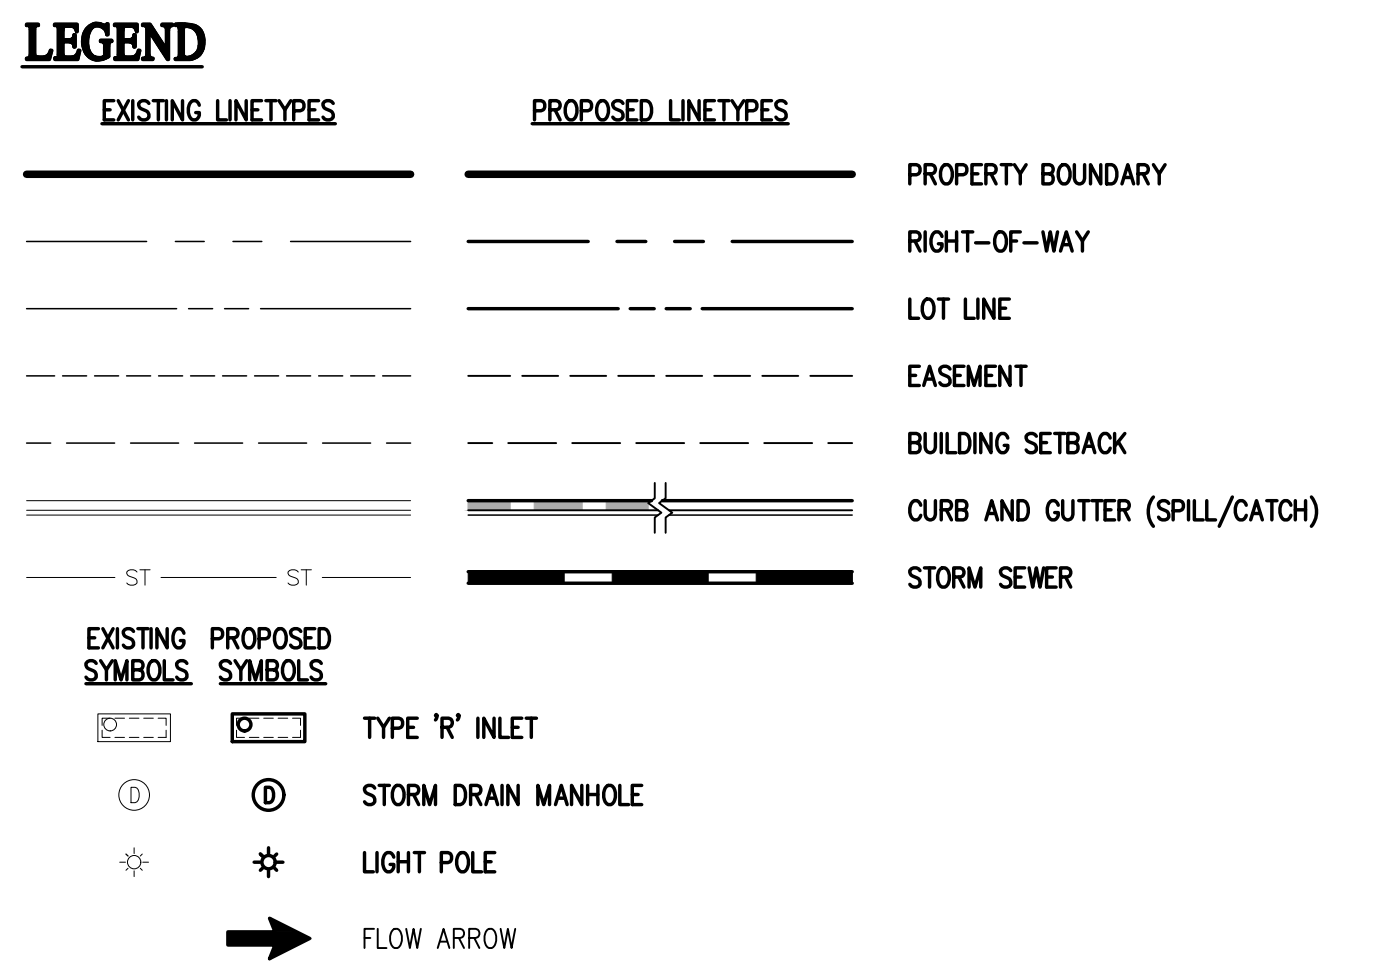 LEGEND
EXISTING LINETYPES PROPOSED LINETYPES
PROPERTY BOUNDARY
RIGHT-OF-WAY
LOT LINE
EASEMENT
BUILDING SETBACK
CURB AND GUTTER (SPILL/CATCH)
ST ST STORM SEWER
EXISTING PROPOSED
SYMBOLS SYMBOLS
TYPE 'R' INLET
D D STORM DRAIN MANHOLE
LIGHT POLE
FLOW ARROW